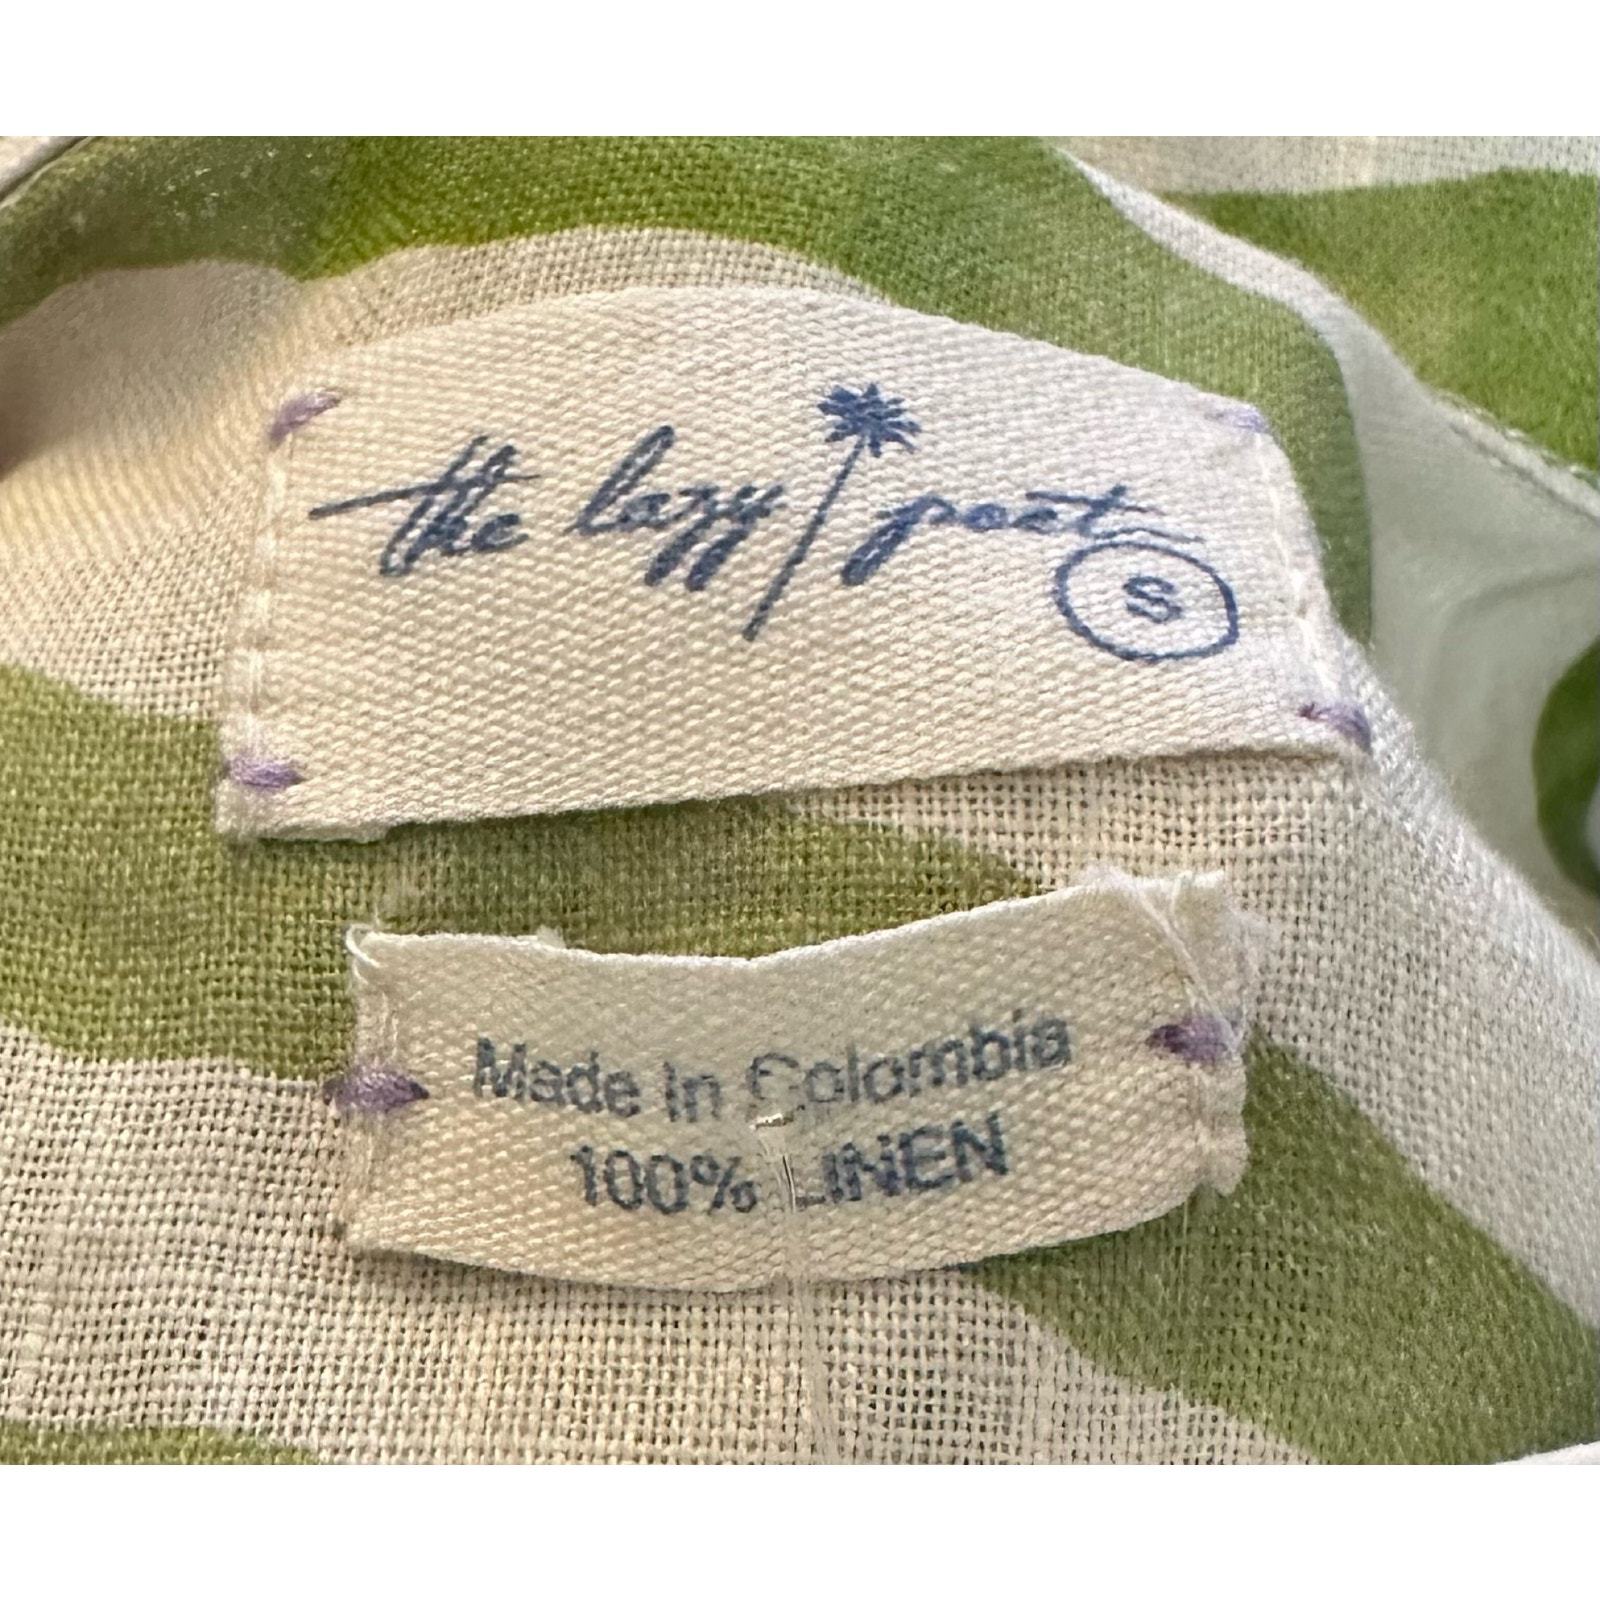 the lazy poet
S
Made In Colombia
100% LINEN